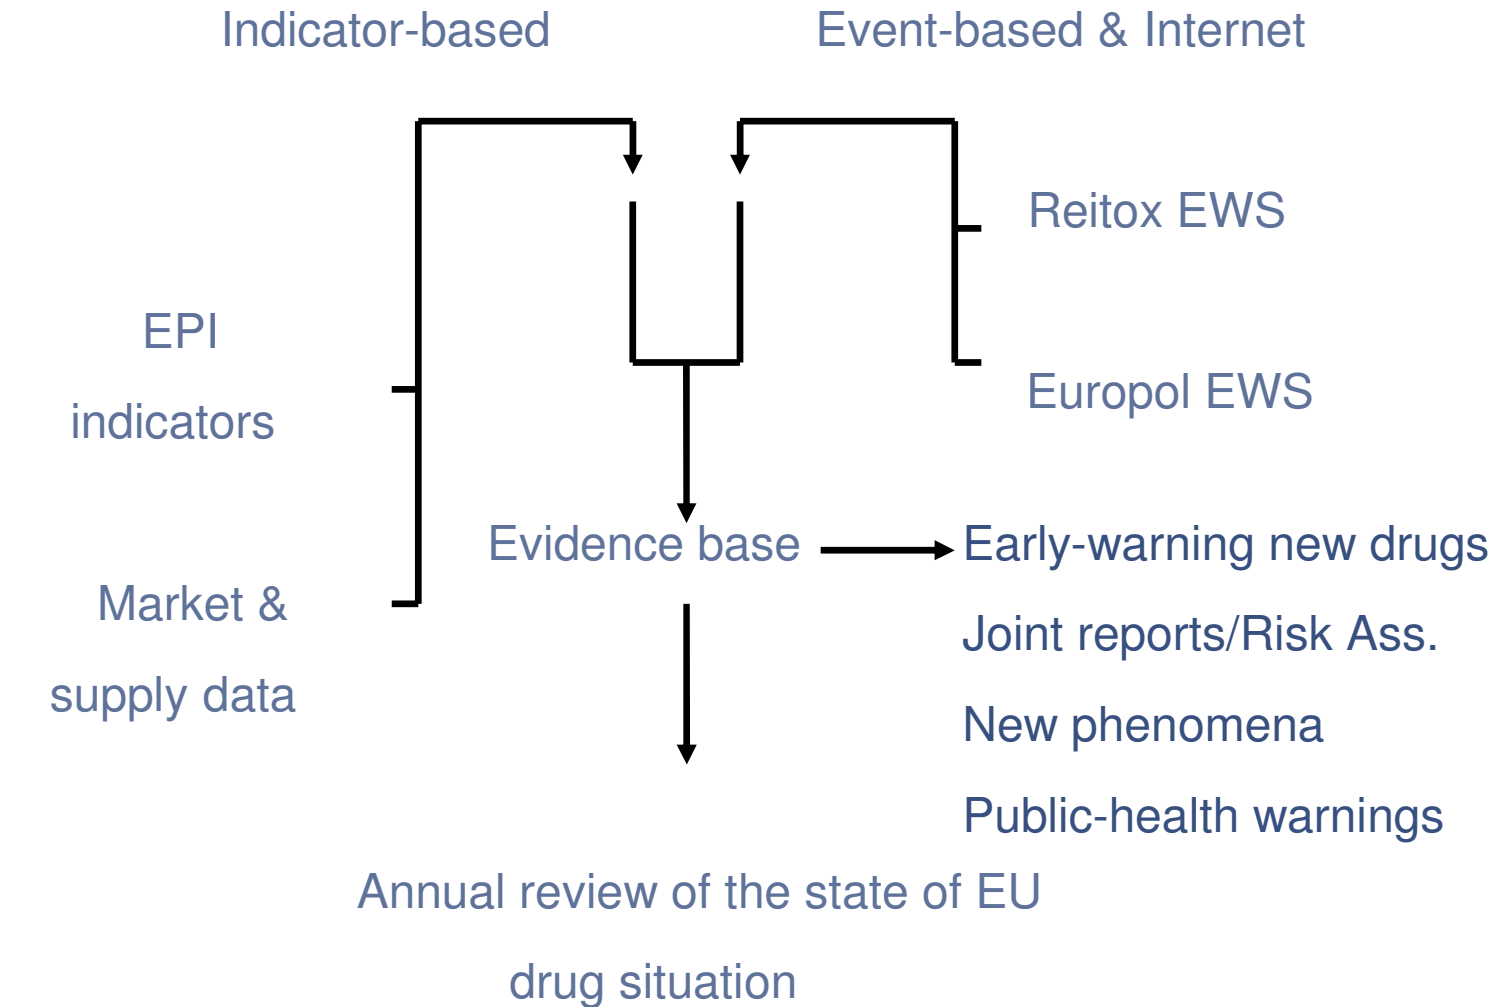 Indicator-based
Event-based & Internet
Reitox EWS
EPI
indicators
Europol EWS
Evidence base
Early-warning new drugs
Market &
supply data
Joint reports/Risk Ass.
New phenomena
Public-health warnings
Annual review of the state of EU
drug situation